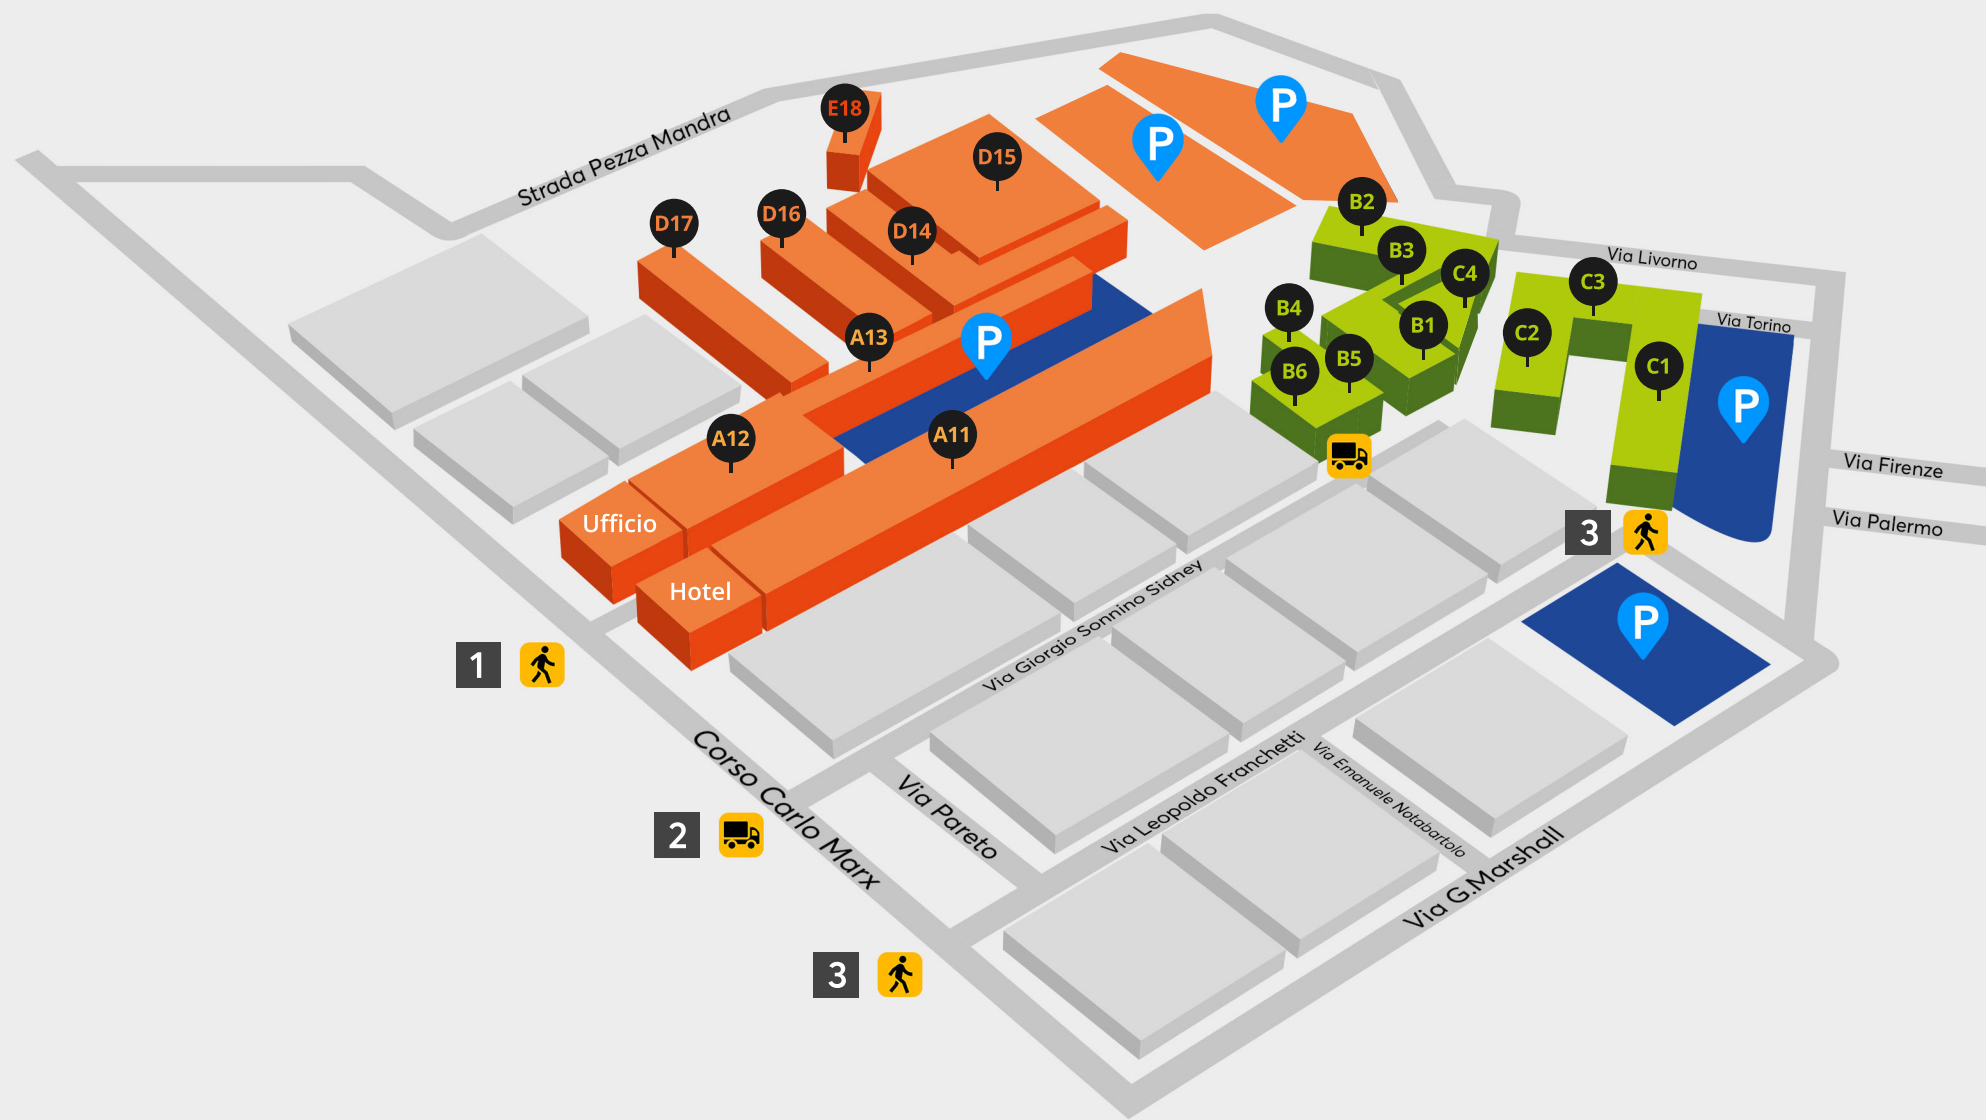 E18
P
P
Strada Pezza Mandra
D15
B2
D17
D16
D14
B3
C4
Via Livorno
C3
B4
B1
C2
Via Torino
A13
P
B5
B6
C1
P
A12
A11
Via Firenze
Ufficio
Via Palermo
3
Hotel
Via Giorgio Sonnino Sidney
P
1
Corso Carlo Marx
Via Pareto
Via Leopoldo Franchetti
Via Emanuele Notabartolo
2
Via G.Marshall
3